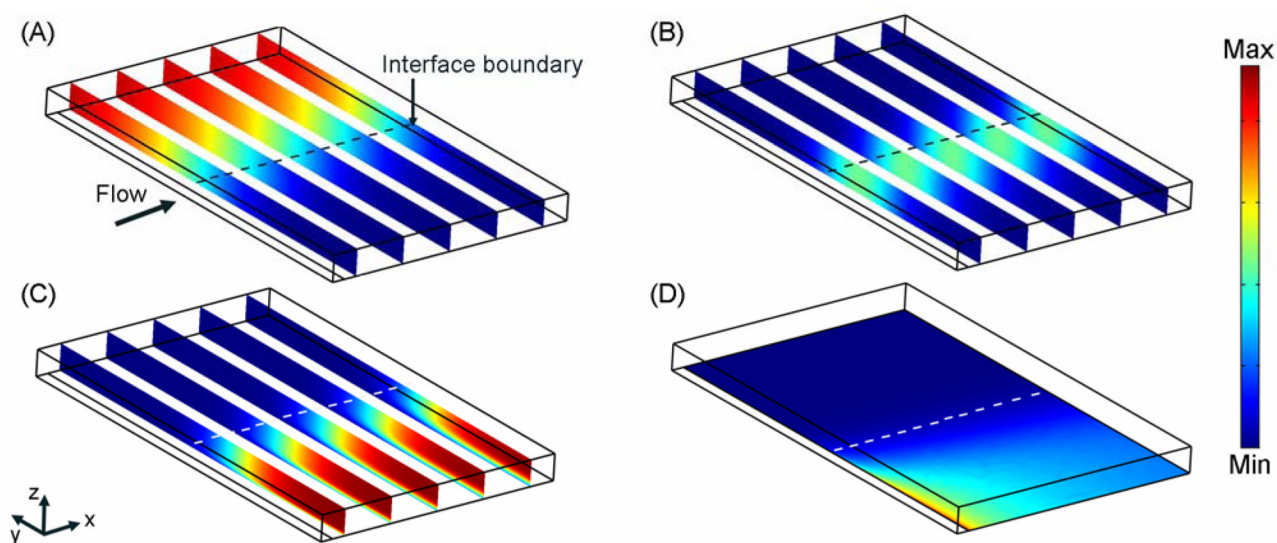 (A)
(B)
Max
Interface boundary
Flow
(C)
(D)
Min
z
y
x